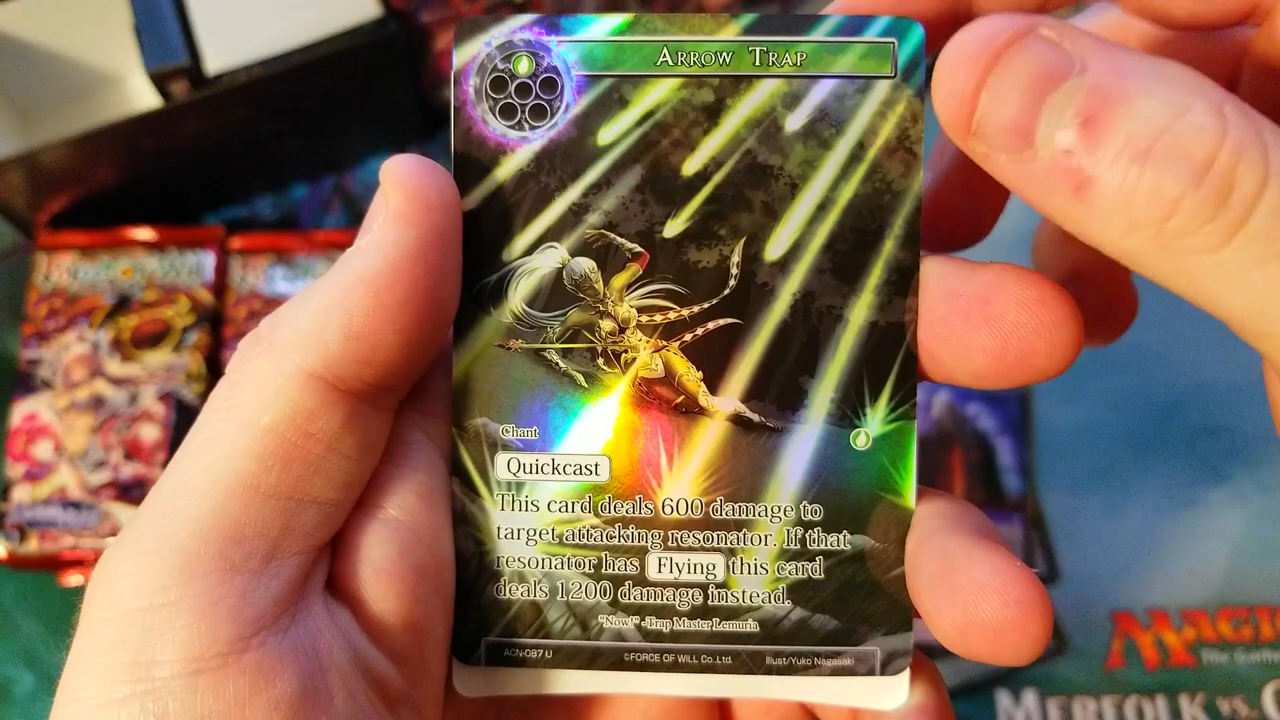 ARROW TRAP
Chant
Quickcast
This card deals 600 damage to
target attacking resonator. If that
resonator has Flying this card
deals 1200 damage instead.
"Now!" -Trap Master Lemuria
ACN-087 U ©FORCE OF WILL Co.,Ltd. Illust/Yuko Nagasaki
MAGIC
The Gathering
MERFOLK VS.